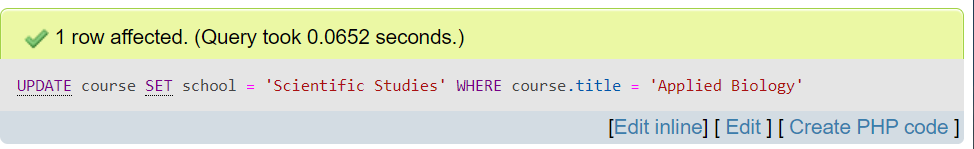 1 row affected. (Query took 0.0652 seconds.)
UPDATE course SET school = 'Scientific Studies' WHERE course.title = 'Applied Biology'
[Edit inline] [ Edit ] [ Create PHP code ]